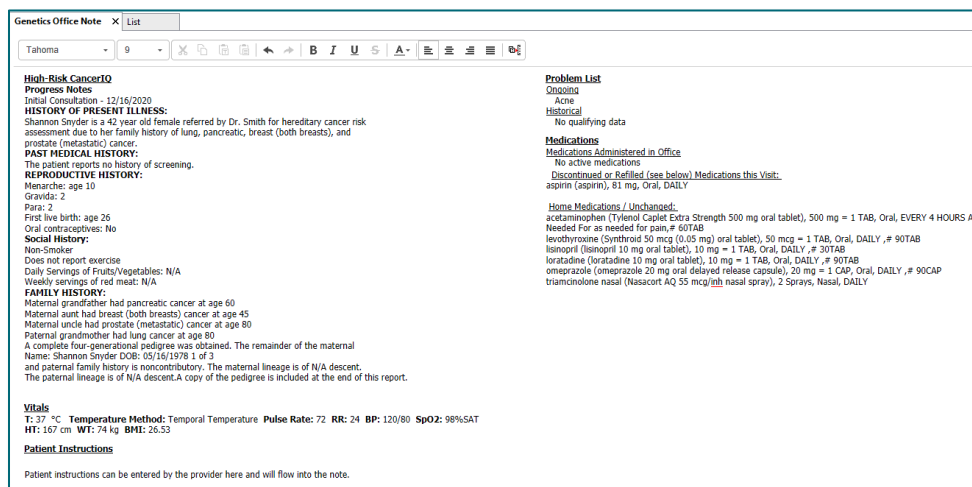 Genetics Office Note X List
Tahoma 9 B I U S A
High-Risk CancerIQ
Progress Notes
Initial Consultation - 12/16/2020
HISTORY OF PRESENT ILLNESS:
Shannon Snyder is a 42 year old female referred by Dr. Smith for hereditary cancer risk
assessment due to her family history of lung, pancreatic, breast (both breasts), and
prostate (metastatic) cancer.
PAST MEDICAL HISTORY:
The patient reports no history of screening.
REPRODUCTIVE HISTORY:
Menarche: age 10
Gravida: 2
Para: 2
First live birth: age 26
Oral contraceptives: No
Social History:
Non-Smoker
Does not report exercise
Daily Servings of Fruits/Vegetables: N/A
Weekly servings of red meat: N/A
FAMILY HISTORY:
Maternal grandfather had pancreatic cancer at age 60
Maternal aunt had breast (both breasts) cancer at age 45
Maternal uncle had prostate (metastatic) cancer at age 80
Paternal grandmother had lung cancer at age 80
A complete four-generational pedigree was obtained. The remainder of the maternal
Name: Shannon Snyder DOB: 05/16/1978 1 of 3
and paternal family history is noncontributory. The maternal lineage is of N/A descent.
The paternal lineage is of N/A descent.A copy of the pedigree is included at the end of this report.
Vitals
T: 37 °C Temperature Method: Temporal Temperature Pulse Rate: 72 RR: 24 BP: 120/80 SpO2: 98%SAT
HT: 167 cm WT: 74 kg BMI: 26.53
Patient Instructions
Patient instructions can be entered by the provider here and will flow into the note.
Problem List
Ongoing
Acne
Historical
No qualifying data
Medications
Medications Administered in Office
No active medications
Discontinued or Refilled (see below) Medications this Visit:
aspirin (aspirin), 81 mg, Oral, DAILY
Home Medications / Unchanged:
acetaminophen (Tylenol Caplet Extra Strength 500 mg oral tablet), 500 mg = 1 TAB, Oral, EVERY 4 HOURS A
Needed For as needed for pain,# 60TAB
levothyroxine (Synthroid 50 mcg (0.05 mg) oral tablet), 50 mcg = 1 TAB, Oral, DAILY ,# 90TAB
lisinopril (lisinopril 10 mg oral tablet), 10 mg = 1 TAB, Oral, DAILY ,# 30TAB
loratadine (loratadine 10 mg oral tablet), 10 mg = 1 TAB, Oral, DAILY ,# 90TAB
omeprazole (omeprazole 20 mg oral delayed release capsule), 20 mg = 1 CAP, Oral, DAILY ,# 90CAP
triamcinolone nasal (Nasacort AQ 55 mcg/inh nasal spray), 2 Sprays, Nasal, DAILY